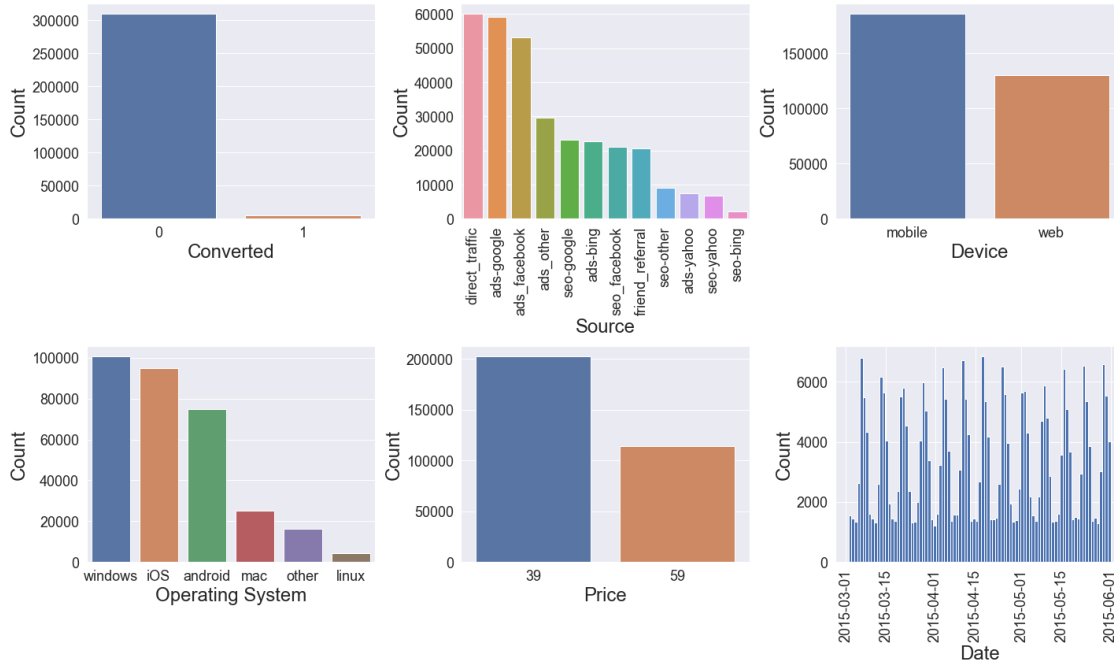 300000
250000
200000
150000
100000
50000
0
Count
0
1
Converted
60000
50000
40000
30000
20000
10000
0
Count
direct_traffic
ads-google
ads_facebook
ads_other
seo-google
ads-bing
seo_facebook
friend_referral
seo-other
ads-yahoo
seo-yahoo
seo-bing
Source
150000
100000
50000
0
Count
mobile
web
Device
100000
80000
60000
40000
20000
0
Count
windows
iOS
android
mac
other
linux
Operating System
200000
150000
100000
50000
0
Count
39
59
Price
6000
4000
2000
0
Count
2015-03-01
2015-03-15
2015-04-01
2015-04-15
2015-05-01
2015-05-15
2015-06-01
Date